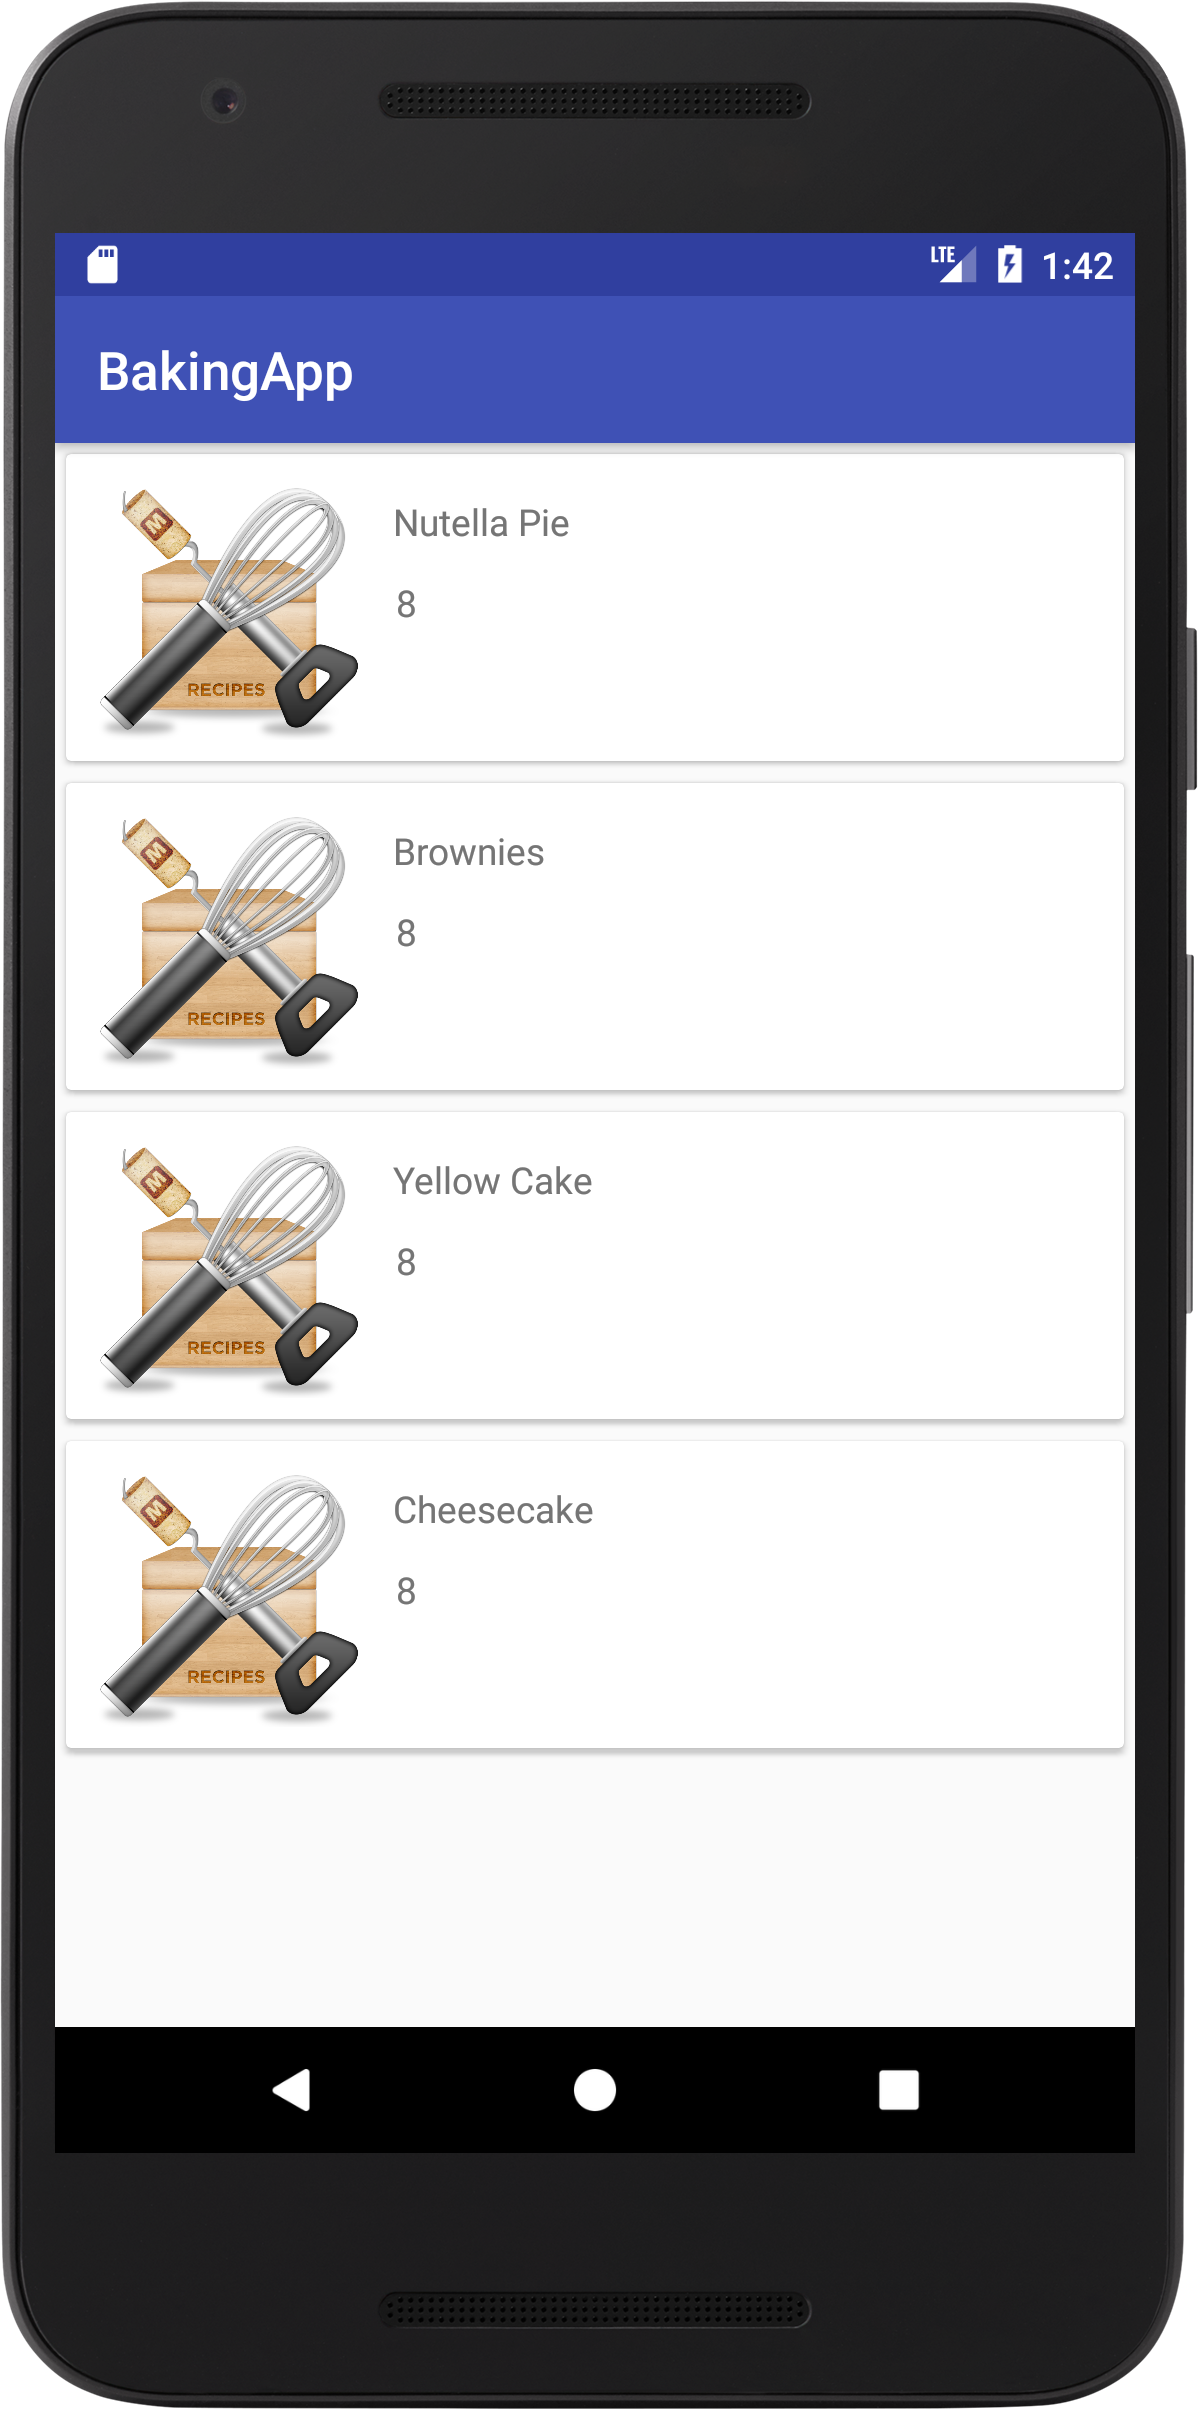 LTE 1:42
BakingApp
M
Nutella Pie
8
RECIPES
M
Brownies
8
RECIPES
M
Yellow Cake
8
RECIPES
M
Cheesecake
8
RECIPES